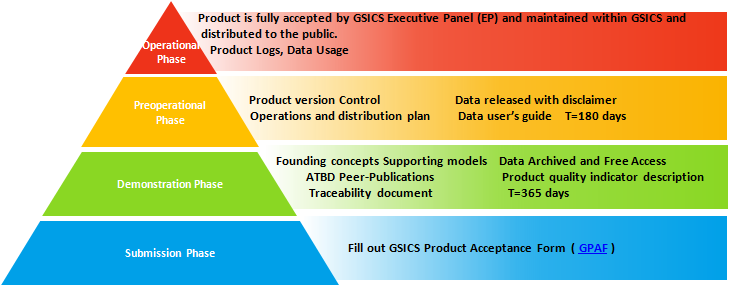 Product is fully accepted by GSICS Executive Panel (EP) and maintained within GSICS and
distributed to the public.
Product Logs, Data Usage
Operational
Phase
Product version Control Data released with disclaimer
Operations and distribution plan Data user's guide T=180 days
Preoperational
Phase
Founding concepts Supporting models Data Archived and Free Access
ATBD Peer-Publications Product quality indicator description
Traceability document T=365 days
Demonstration Phase
Fill out GSICS Product Acceptance Form ( GPAF )
Submission Phase